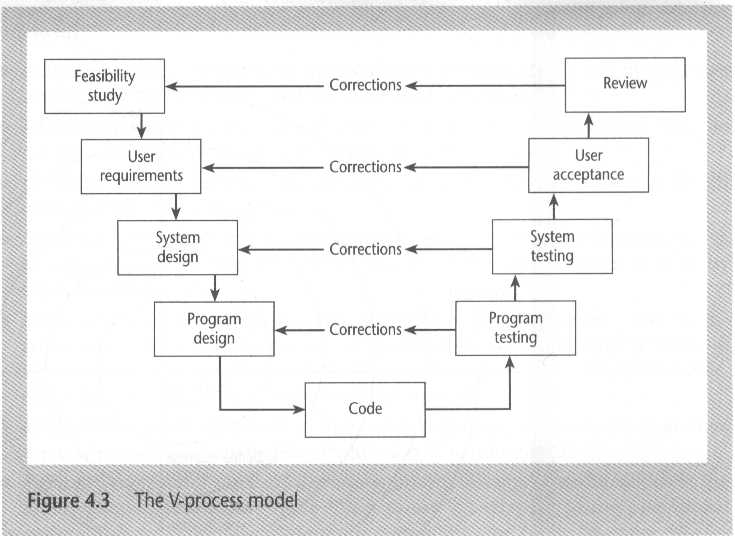 Feasibility
study
Corrections
Review
User
requirements
Corrections
User
acceptance
System
design
Corrections
System
testing
Program
design
Corrections
Program
testing
Code
Figure 4.3 The V-process model